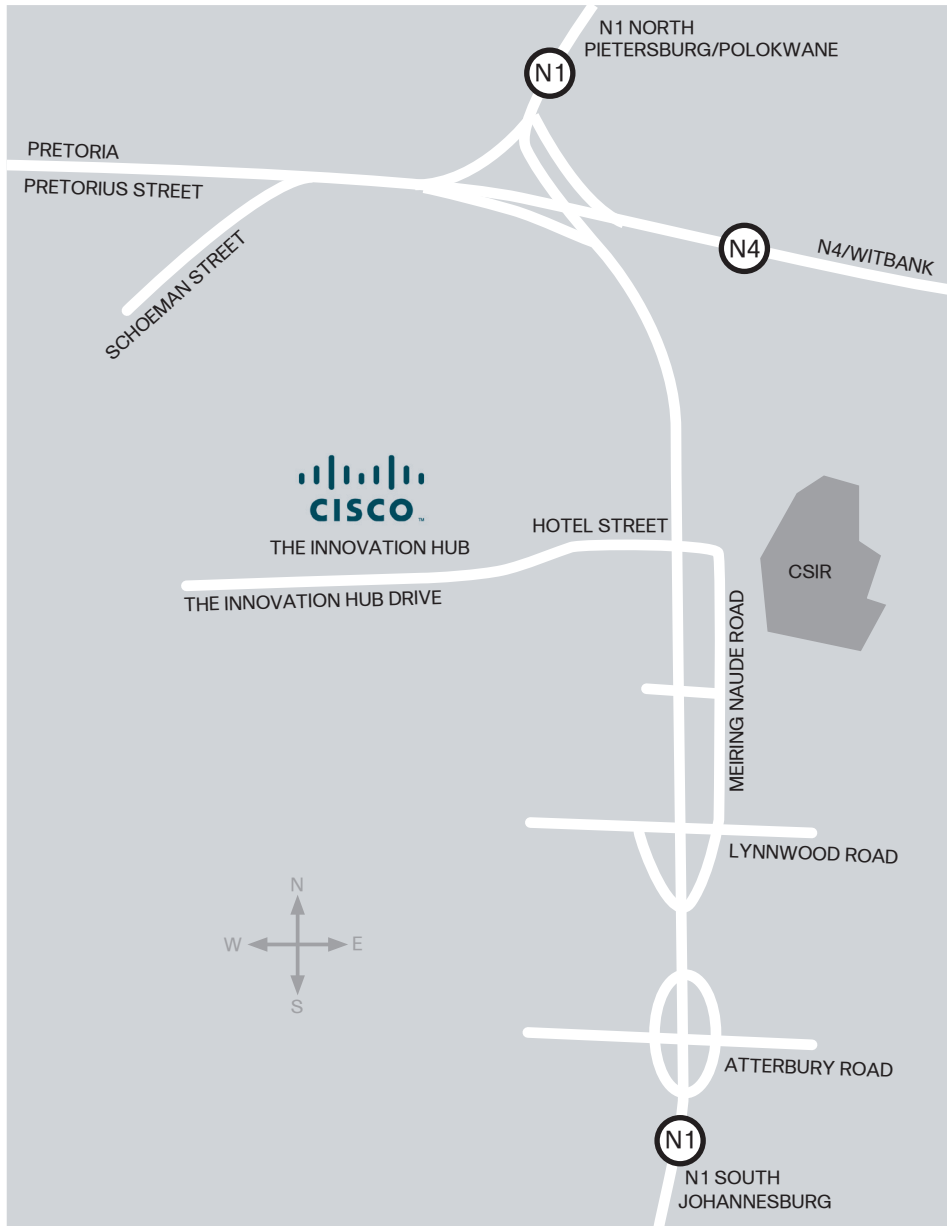 N1 NORTH
PIETERSBURG/POLOKWANE
N1
PRETORIA
PRETORIUS STREET
SCHOEMAN STREET
N4
N4/WITBANK
CISCO™
THE INNOVATION HUB
HOTEL STREET
THE INNOVATION HUB DRIVE
CSIR
MEIRING NAUDE ROAD
LYNNWOOD ROAD
N
W
E
S
ATTERBURY ROAD
N1
N1 SOUTH
JOHANNESBURG